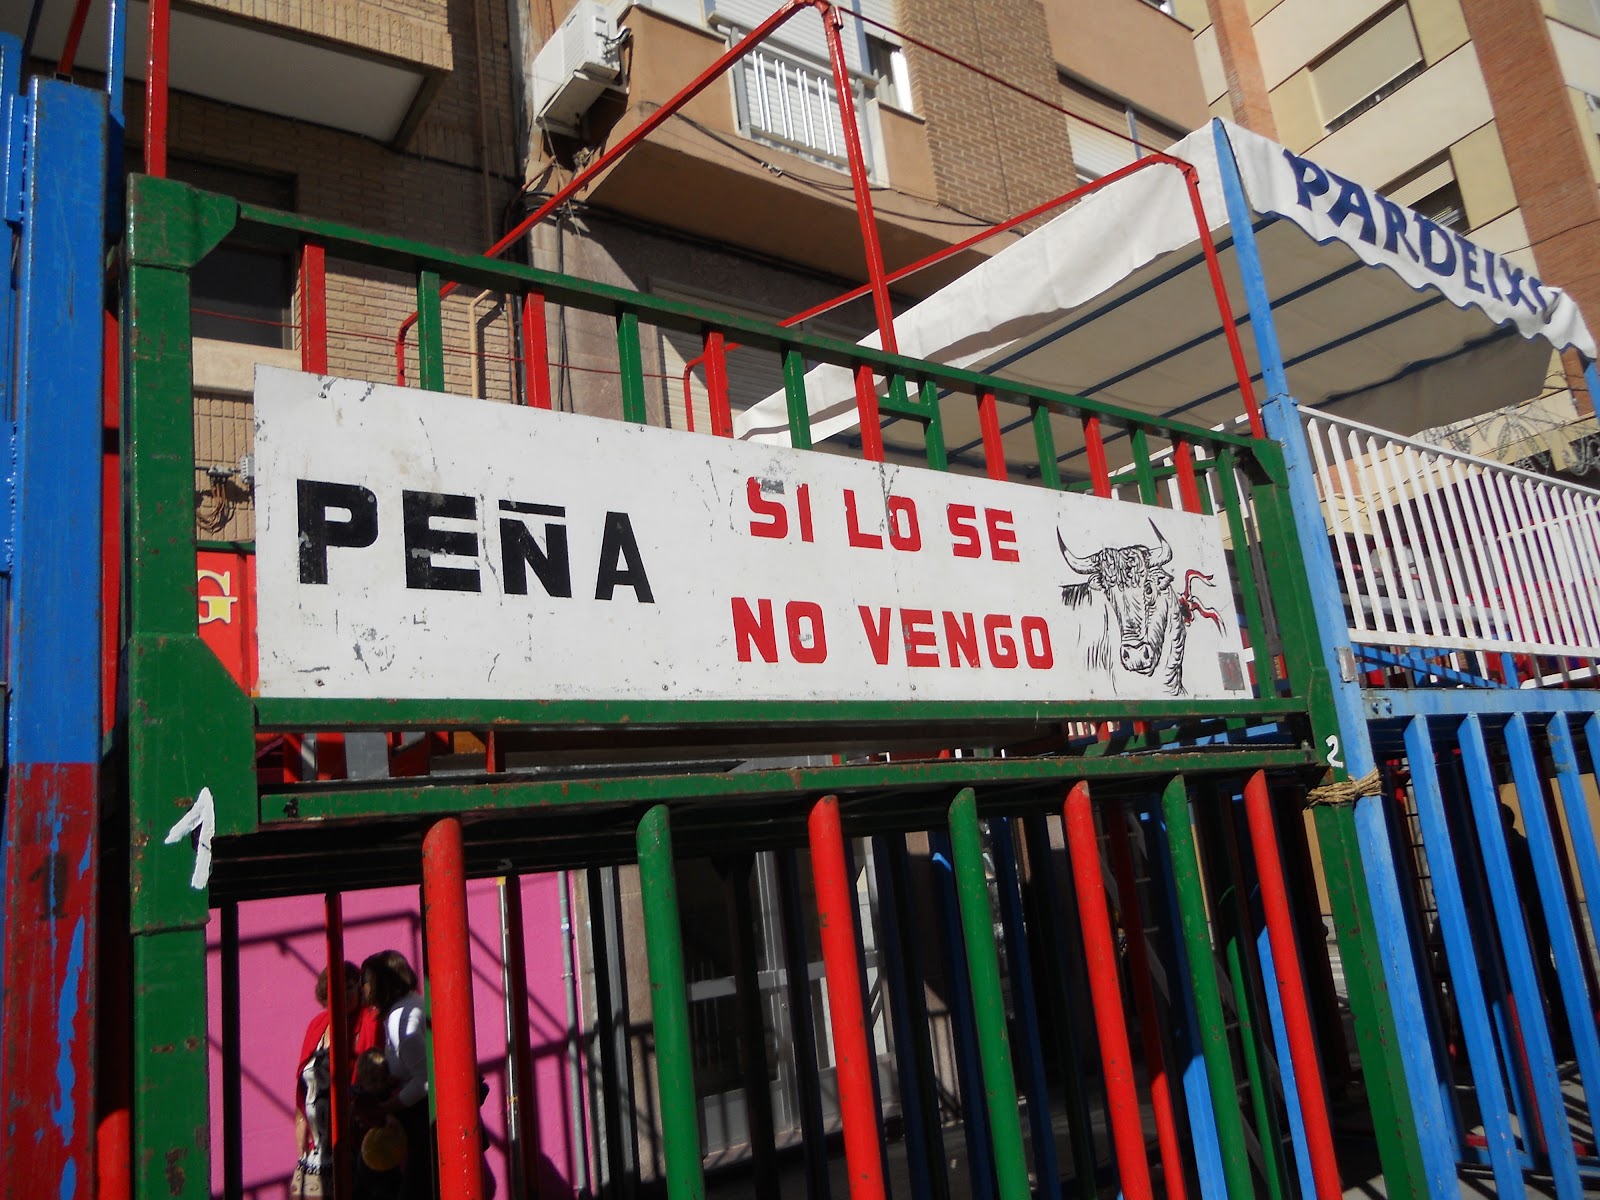 PARDEIXS
PEÑA
SI LO SE
NO VENGO
G
1
2